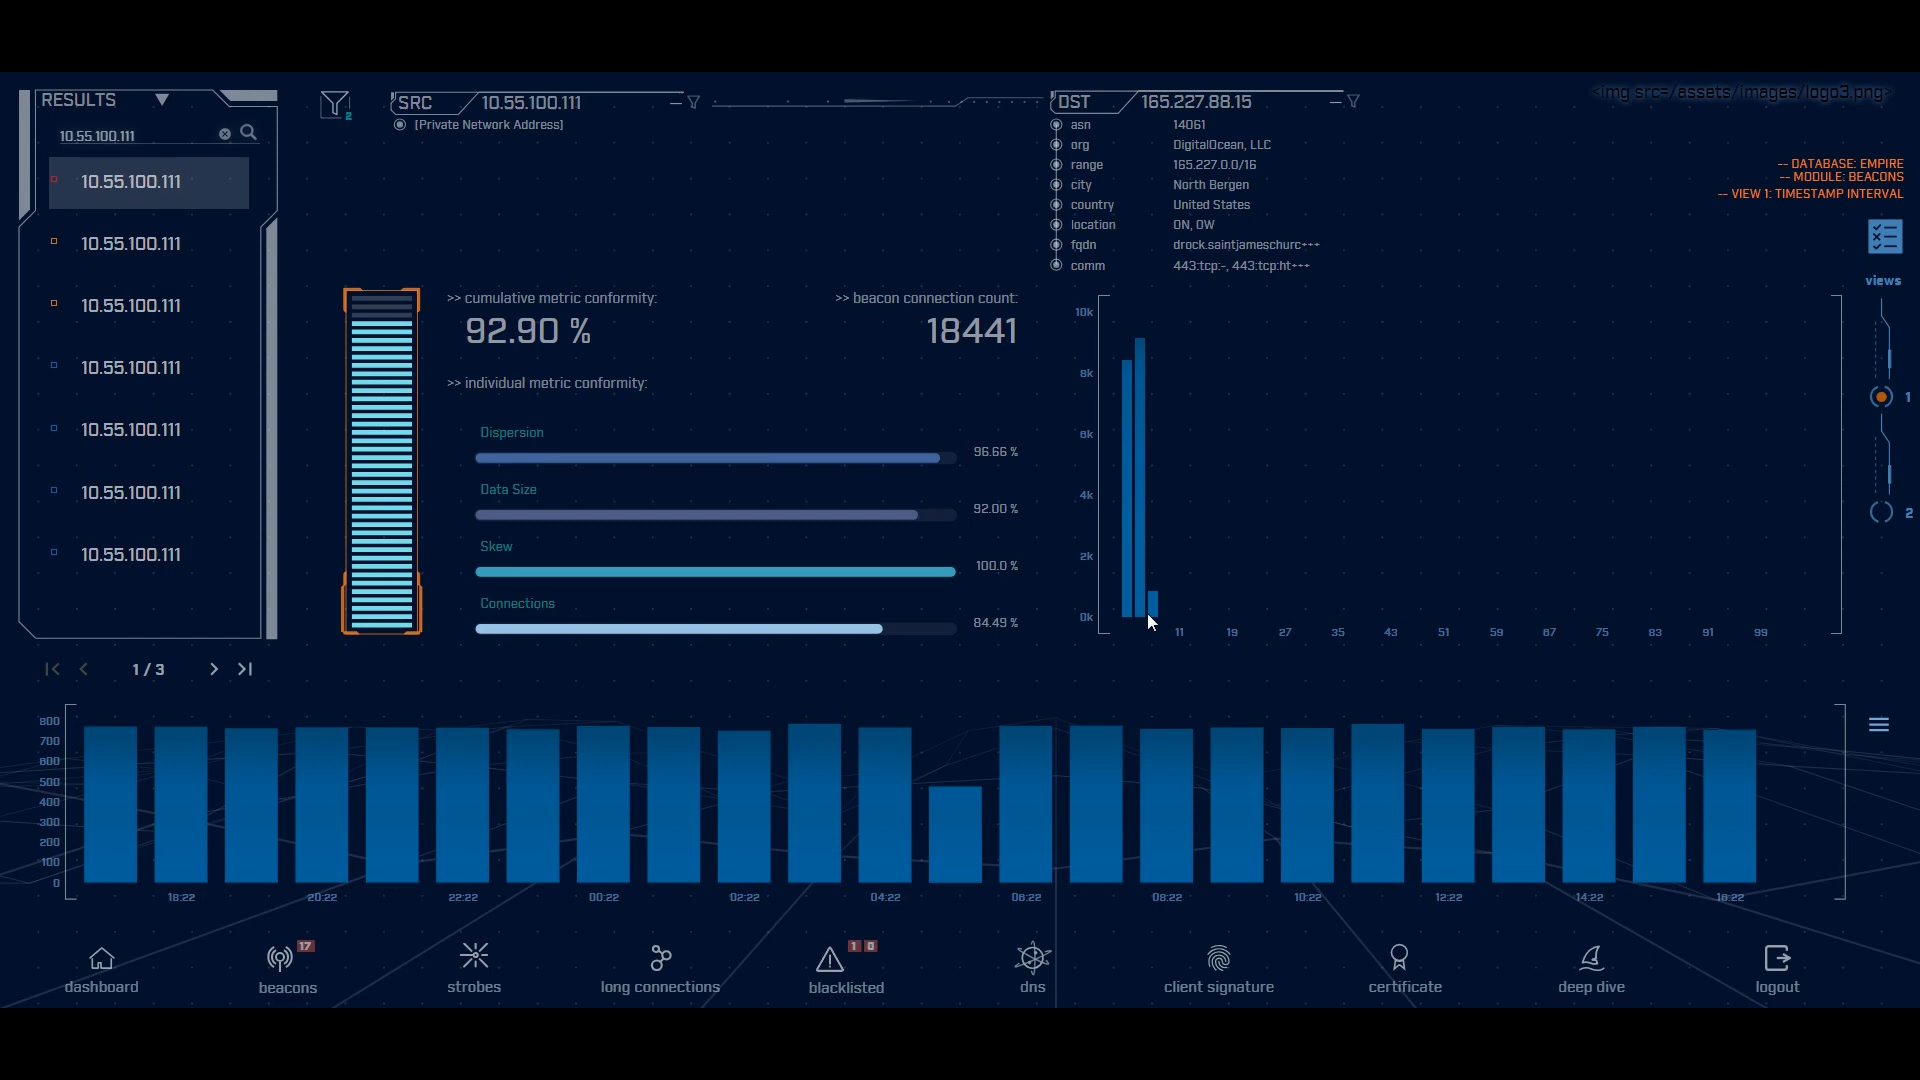 RESULTS
10.55.100.111
10.55.100.111
10.55.100.111
10.55.100.111
10.55.100.111
10.55.100.111
10.55.100.111
10.55.100.111
1 / 3
2
SRC 10.55.100.111
[Private Network Address]
DST 165.227.88.15
asn 14061
org DigitalOcean, LLC
range 165.227.0.0/16
city North Bergen
country United States
location 0N, 0W
fqdn drock.saintjameschurc
comm 443:tcp:-, 443:tcp:ht
<img src=/assets/images/logo3.png>
-- DATABASE: EMPIRE
-- MODULE: BEACONS
-- VIEW 1: TIMESTAMP INTERVAL
views
1
2
>> cumulative metric conformity:
92.90 %
>> beacon connection count:
18441
>> individual metric conformity:
Dispersion
96.66 %
Data Size
92.00 %
Skew
100.0 %
Connections
84.49 %
10k
8k
6k
4k
2k
0k
11 19 27 35 43 51 59 67 75 83 91 99
800
700
600
500
400
300
200
100
0
18:22 20:22 22:22 00:22 02:22 04:22 06:22 08:22 10:22 12:22 14:22 16:22
17
1 0
dashboard
beacons
strobes
long connections
blacklisted
dns
client signature
certificate
deep dive
logout